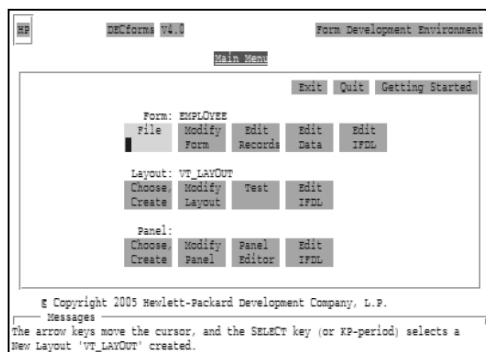 HP DECforms V4.0 Form Development Environment
Main Menu
Exit Quit Getting Started
Form: EMPLOYEE
File Modify Edit Edit Edit
Form Records Data IFDL
Layout: VT_LAYOUT
Choose, Modify Test Edit
Create Layout IFDL
Panel:
Choose, Modify Panel Edit
Create Panel Editor IFDL
Copyright 2005 Hewlett-Packard Development Company, L.P.
Messages
The arrow keys move the cursor, and the SELECT key (or KP-period) selects a
New Layout 'VT_LAYOUT' created.